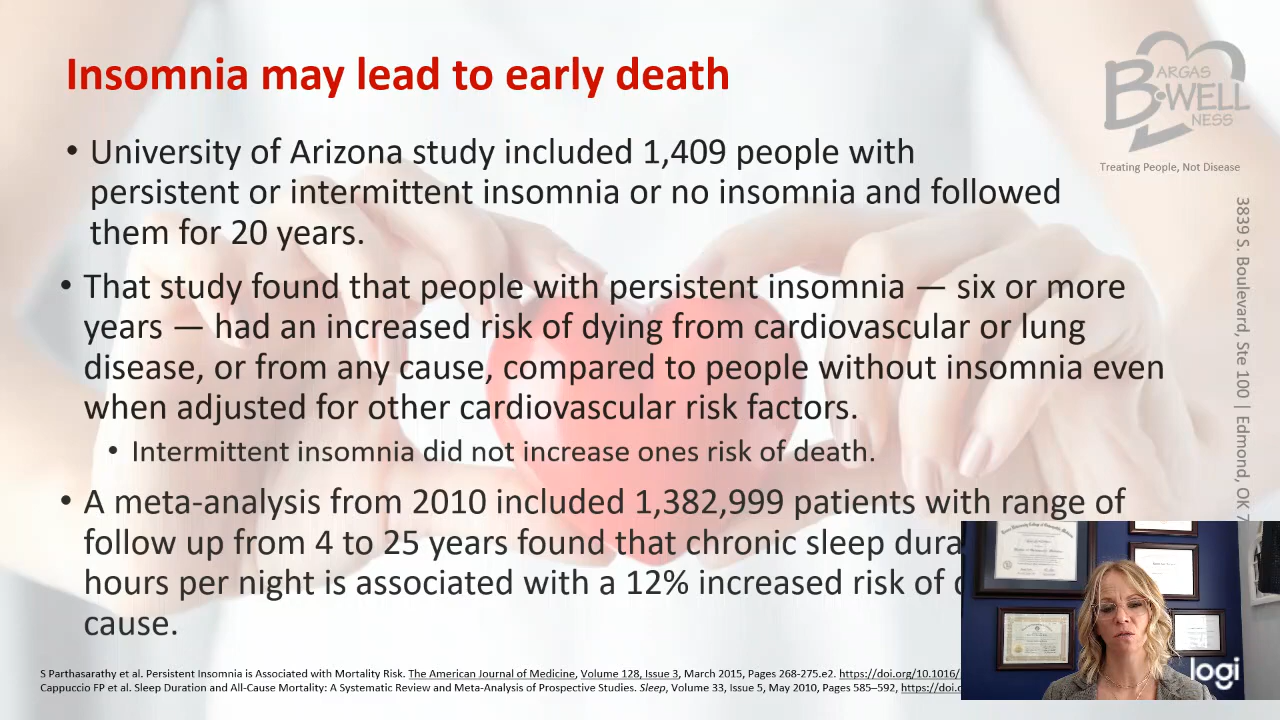 Insomnia may lead to early death
BARGAS
B WELL
NESS
Treating People, Not Disease
• University of Arizona study included 1,409 people with
persistent or intermittent insomnia or no insomnia and followed
them for 20 years.
• That study found that people with persistent insomnia — six or more
years — had an increased risk of dying from cardiovascular or lung
disease, or from any cause, compared to people without insomnia even
when adjusted for other cardiovascular risk factors.
• Intermittent insomnia did not increase ones risk of death.
• A meta-analysis from 2010 included 1,382,999 patients with range of
follow up from 4 to 25 years found that chronic sleep dura
hours per night is associated with a 12% increased risk of
cause.
3839 S. Boulevard, Ste 100 | Edmond, OK 7
S Parthasarathy et al. Persistent Insomnia is Associated with Mortality Risk. The American Journal of Medicine, Volume 128, Issue 3, March 2015, Pages 268-275.e2. https://doi.org/10.1016/
Cappuccio FP et al. Sleep Duration and All-Cause Mortality: A Systematic Review and Meta-Analysis of Prospective Studies. Sleep, Volume 33, Issue 5, May 2010, Pages 585–592, https://doi.
logi